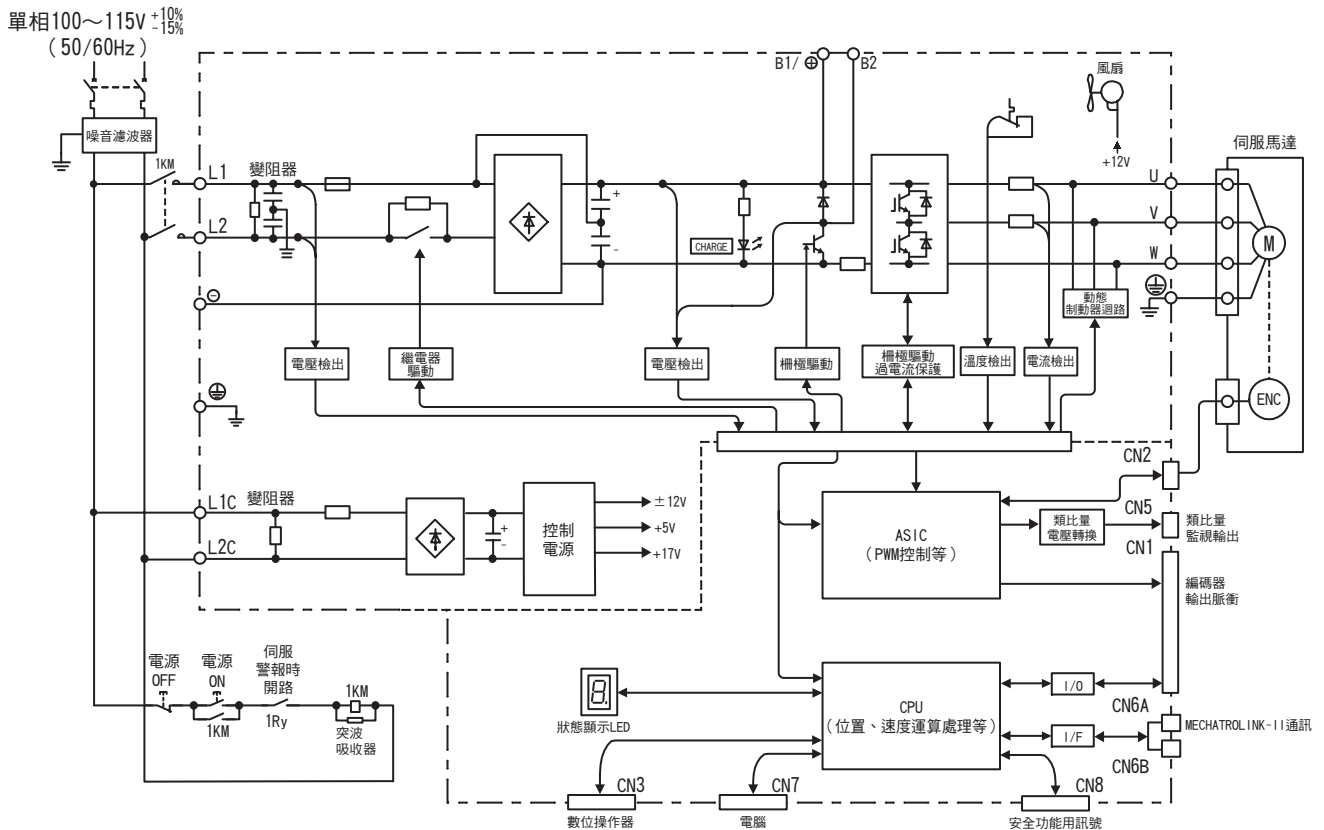 單相100～115V +10% -15%
（50/60Hz）
噪音濾波器
1KM
L1
L2
變阻器
B1/⊕
B2
風扇
+12V
伺服馬達
U
V
W
M
ENC
+
-
CHARGE
⊖
動態
制動器迴路
電壓檢出
繼電器
驅動
電壓檢出
柵極驅動
柵極驅動
過電流保護
溫度檢出
電流檢出
L1C
變阻器
L2C
+
-
控制
電源
±12V
+5V
+17V
ASIC
（PWM控制等）
類比量
電壓轉換
CN2
CN5
類比量
監視輸出
CN1
編碼器
輸出脈衝
電源
OFF
電源
ON
1KM
伺服
警報時
開路
1Ry
1KM
突波
吸收器
8.
狀態顯示LED
CPU
（位置、速度運算處理等）
I/O
I/F
CN6A
MECHATROLINK-II通訊
CN6B
CN3
數位操作器
CN7
電腦
CN8
安全功能用訊號